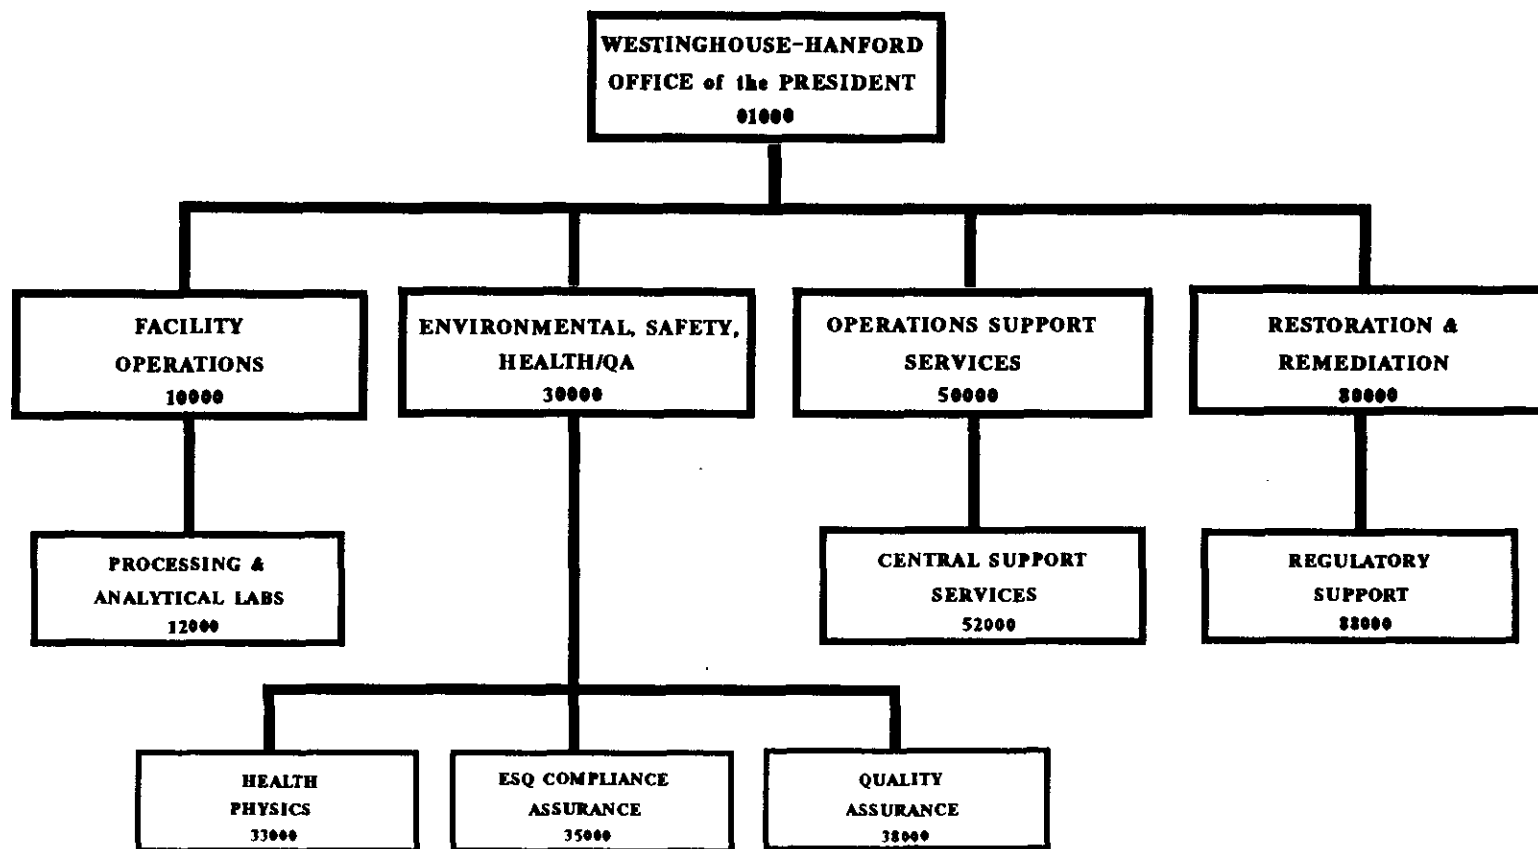 WESTINGHOUSE-HANFORD
OFFICE of the PRESIDENT
01000
FACILITY
OPERATIONS
10000
ENVIRONMENTAL, SAFETY,
HEALTH/QA
30000
OPERATIONS SUPPORT
SERVICES
50000
RESTORATION &
REMEDIATION
80000
PROCESSING &
ANALYTICAL LABS
12000
CENTRAL SUPPORT
SERVICES
52000
REGULATORY
SUPPORT
88000
HEALTH
PHYSICS
33000
ESQ COMPLIANCE
ASSURANCE
35000
QUALITY
ASSURANCE
38000